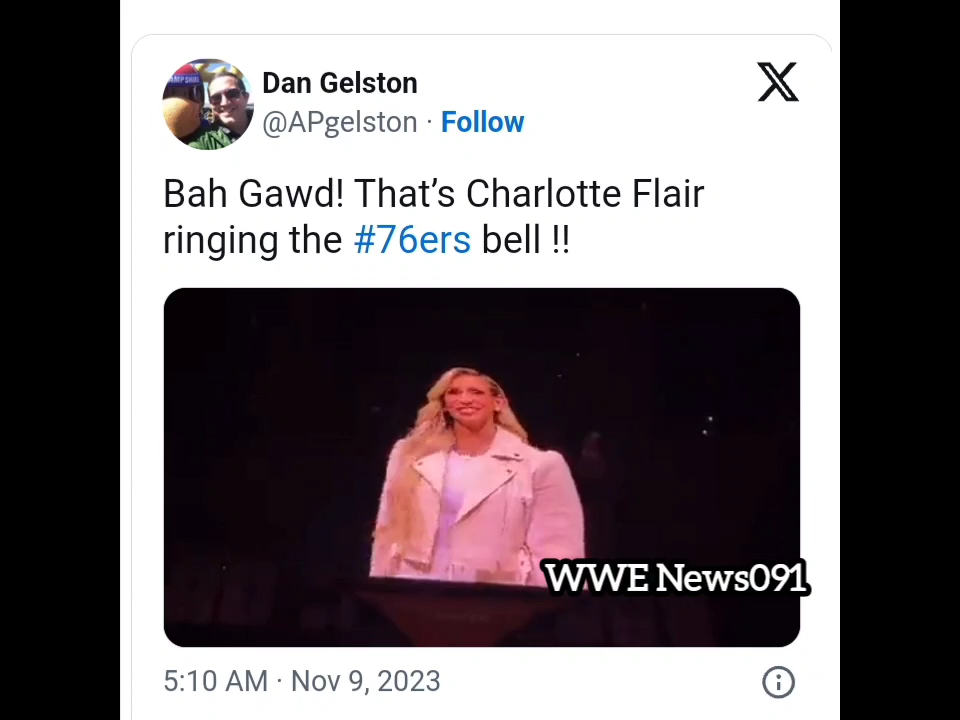 Dan Gelston
@APgelston · Follow
Bah Gawd! That’s Charlotte Flair
ringing the #76ers bell !!
WWE News091
5:10 AM · Nov 9, 2023